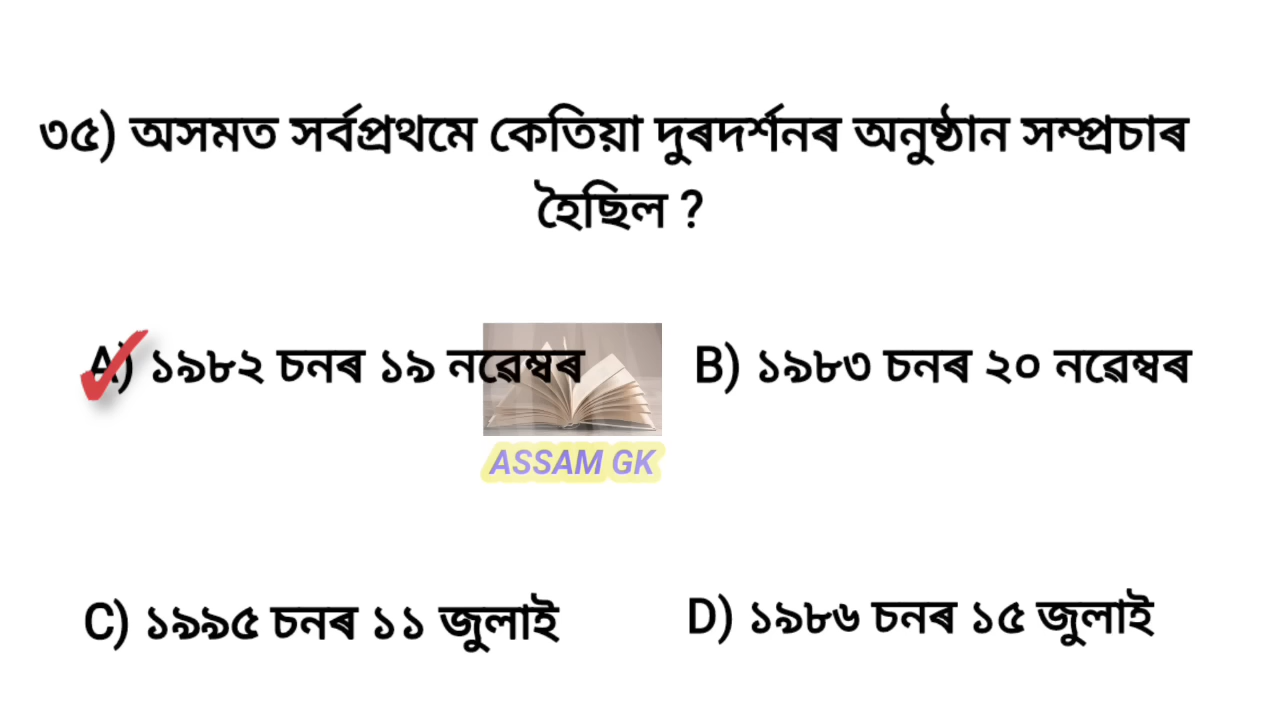 ৩৫) অসমত সৰ্বপ্ৰথমে কেতিয়া দুৰদৰ্শনৰ অনুষ্ঠান সম্প্ৰচাৰ
হৈছিল ?
A) ১৯৮২ চনৰ ১৯ নৱেম্বৰ
B) ১৯৮৩ চনৰ ২০ নৱেম্বৰ
ASSAM GK
C) ১৯৯৫ চনৰ ১১ জুলাই
D) ১৯৮৬ চনৰ ১৫ জুলাই